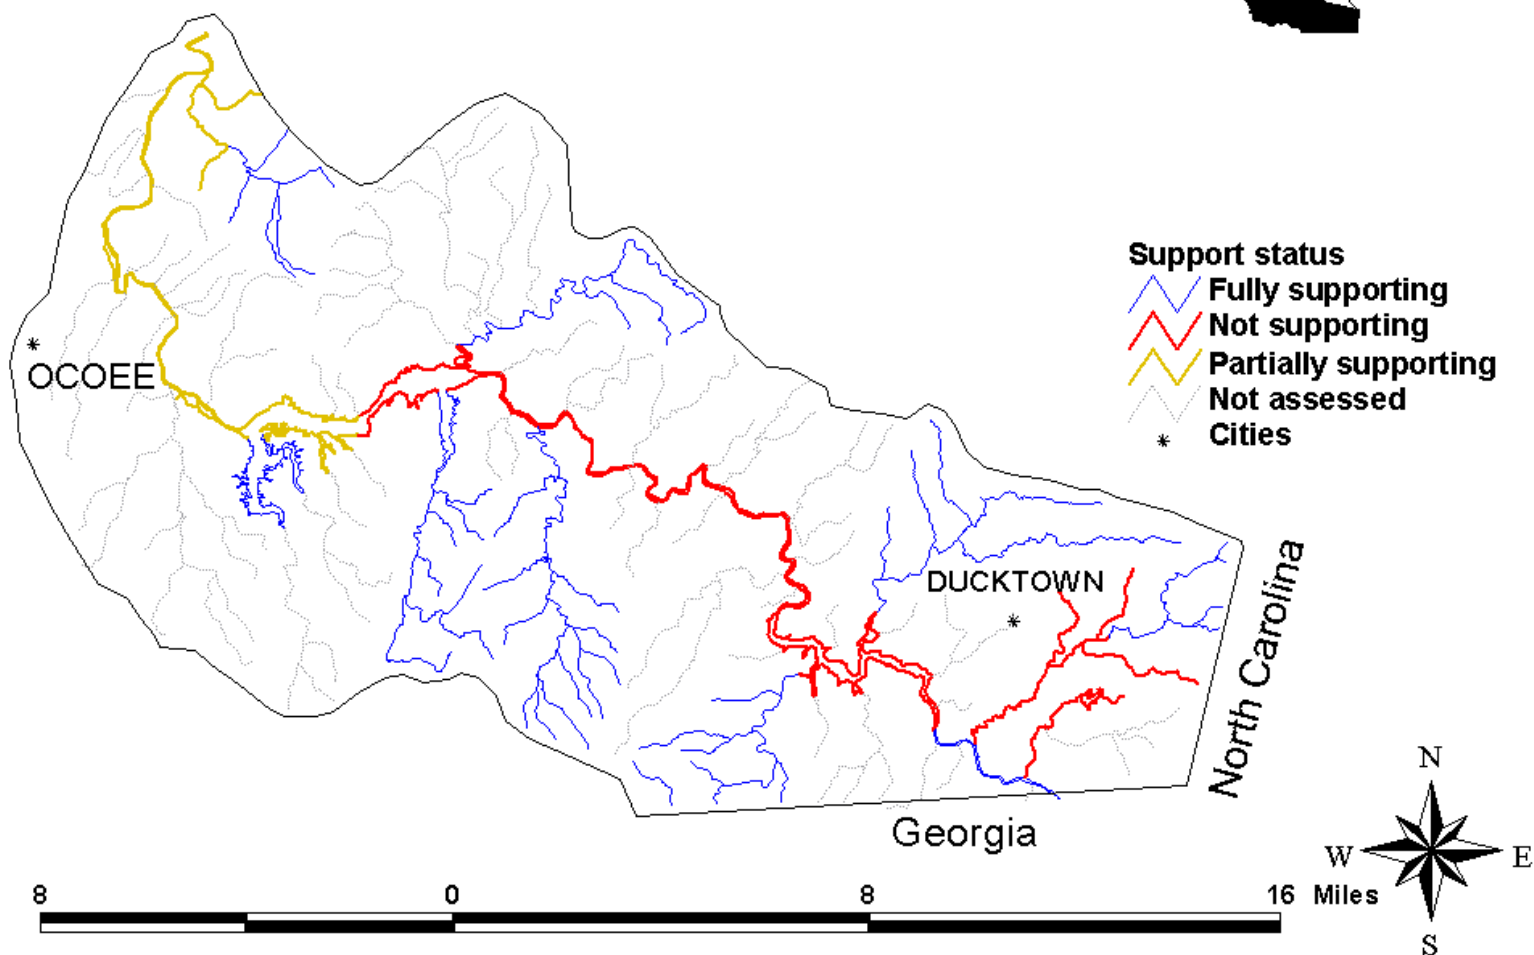 Support status
Fully supporting
Not supporting
Partially supporting
Not assessed
Cities
OCOEE
DUCKTOWN
North Carolina
Georgia
N
W E
S
8 0 8 16 Miles